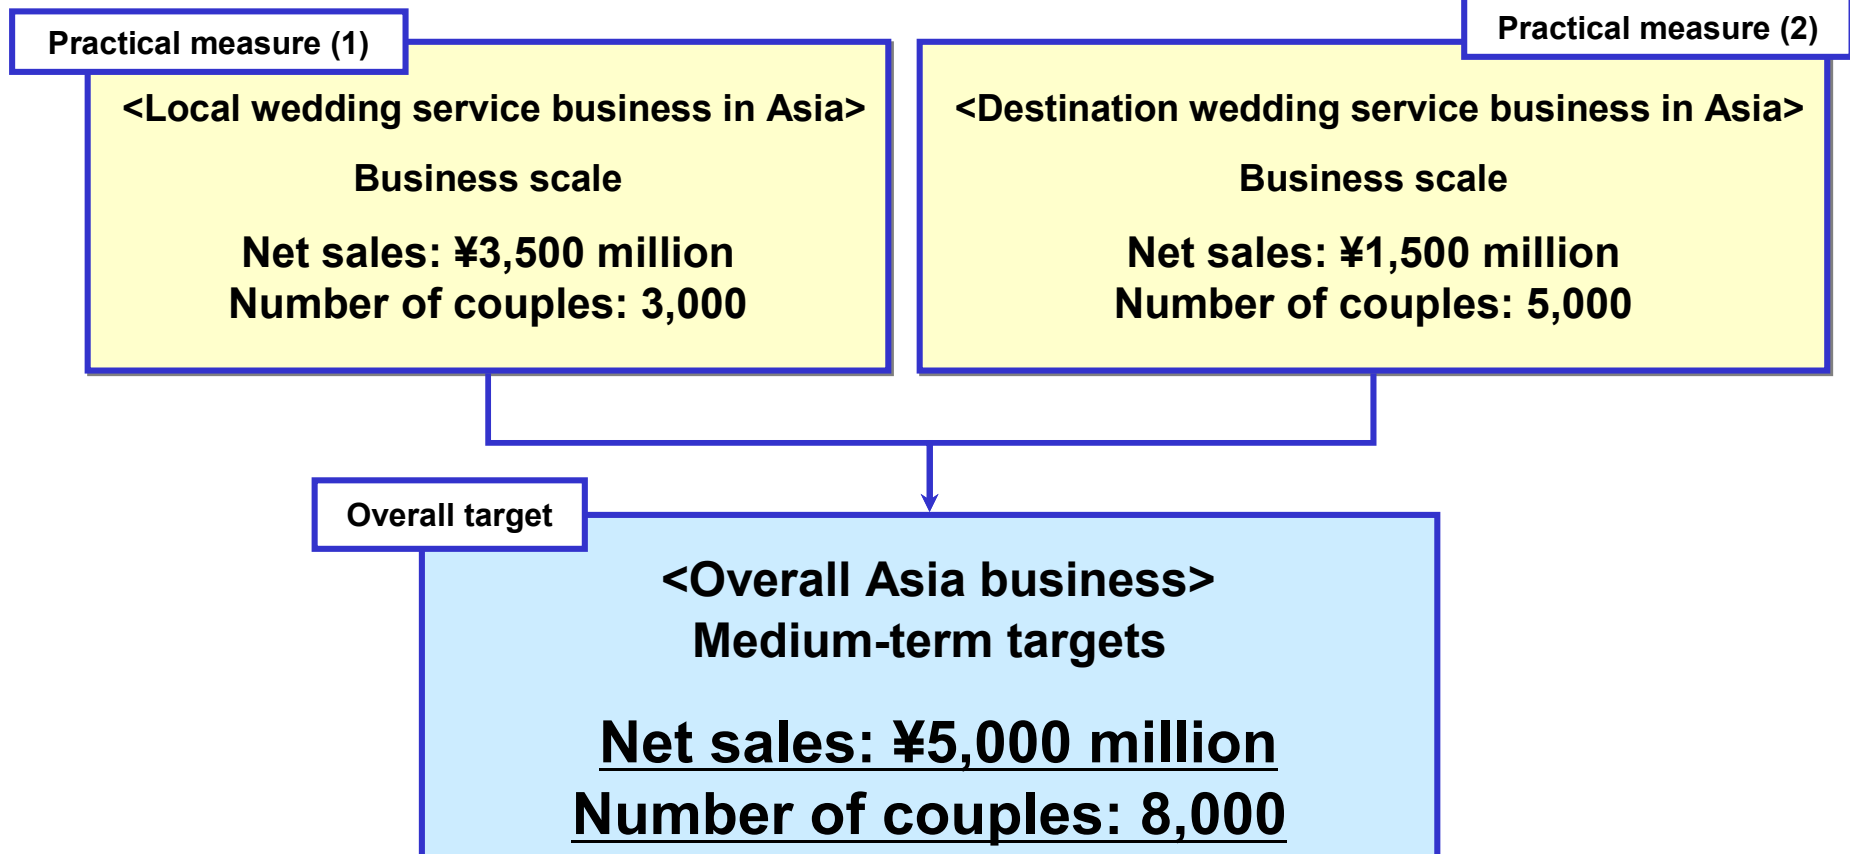 Practical measure (1)
<Local wedding service business in Asia>
Business scale
Net sales: ¥3,500 million
Number of couples: 3,000
Practical measure (2)
<Destination wedding service business in Asia>
Business scale
Net sales: ¥1,500 million
Number of couples: 5,000
Overall target
<Overall Asia business>
Medium-term targets
Net sales: ¥5,000 million
Number of couples: 8,000